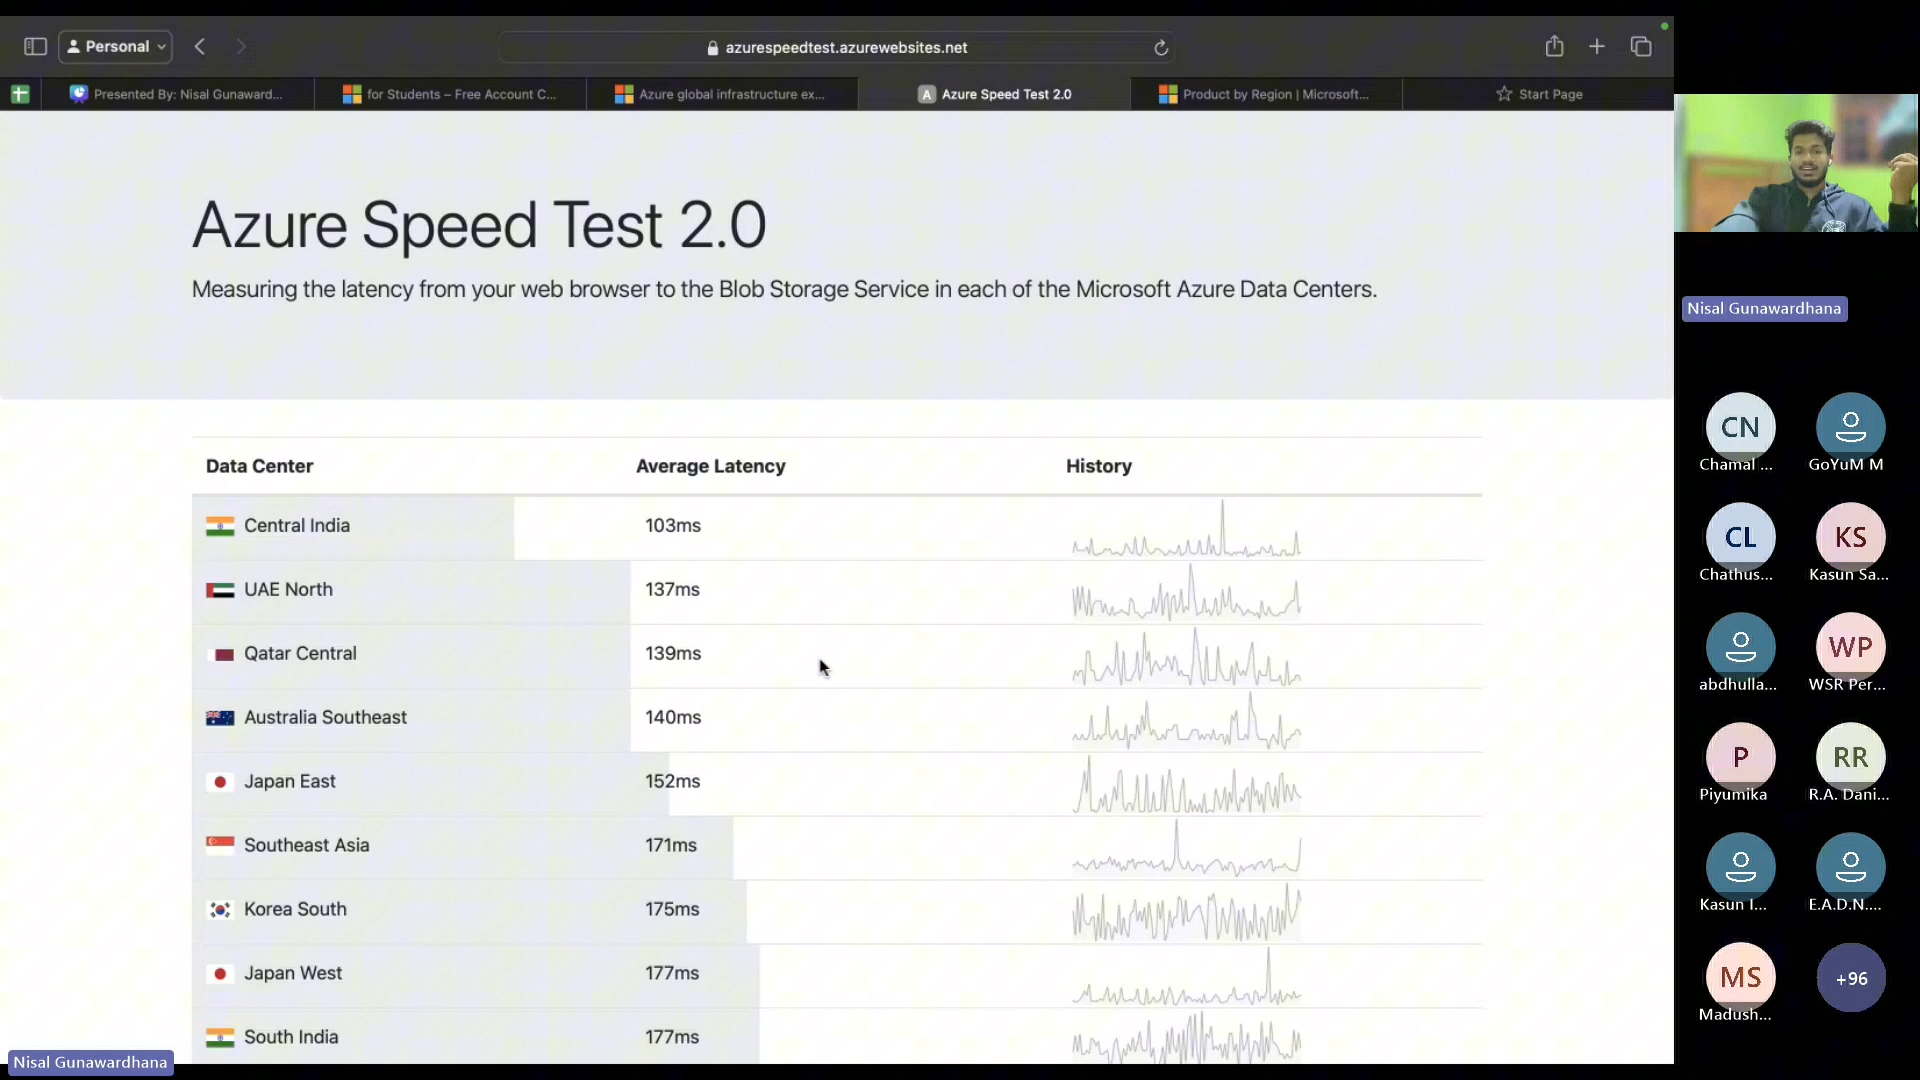 Personal
azurespeedtest.azurewebsites.net
Presented By: Nisal Gunaward...
for Students – Free Account C...
Azure global infrastructure ex...
A
Azure Speed Test 2.0
Product by Region | Microsoft...
Start Page
Azure Speed Test 2.0
Measuring the latency from your web browser to the Blob Storage Service in each of the Microsoft Azure Data Centers.
Data Center Average Latency History
Central India 103ms
UAE North 137ms
Qatar Central 139ms
Australia Southeast 140ms
Japan East 152ms
Southeast Asia 171ms
Korea South 175ms
Japan West 177ms
South India 177ms
Nisal Gunawardhana
Nisal Gunawardhana
CN
Chamal ... GoYuM M
CL KS
Chathus... Kasun Sa...
WP
abdhulla... WSR Per...
P RR
Piyumika R.A. Dani...
Kasun I... E.A.D.N....
MS +96
Madush...